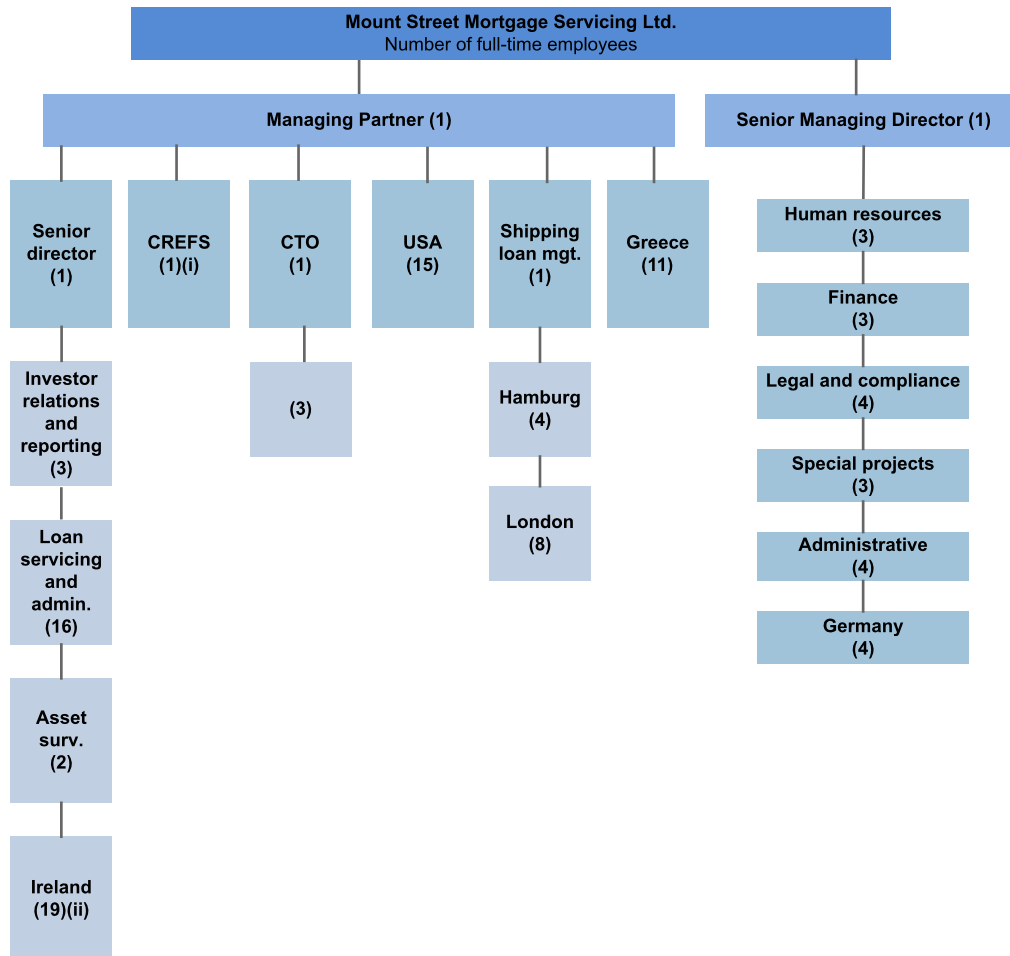 Mount Street Mortgage Servicing Ltd.
Number of full-time employees
Managing Partner (1)
Senior Managing Director (1)
Senior
director
(1)
CREFS
(1)(i)
CTO
(1)
USA
(15)
Shipping
loan mgt.
(1)
Greece
(11)
Investor
relations
and
reporting
(3)
Loan
servicing
and
admin.
(16)
Asset
surv.
(2)
Ireland
(19)(ii)
(3)
Hamburg
(4)
London
(8)
Human resources
(3)
Finance
(3)
Legal and compliance
(4)
Special projects
(3)
Administrative
(4)
Germany
(4)